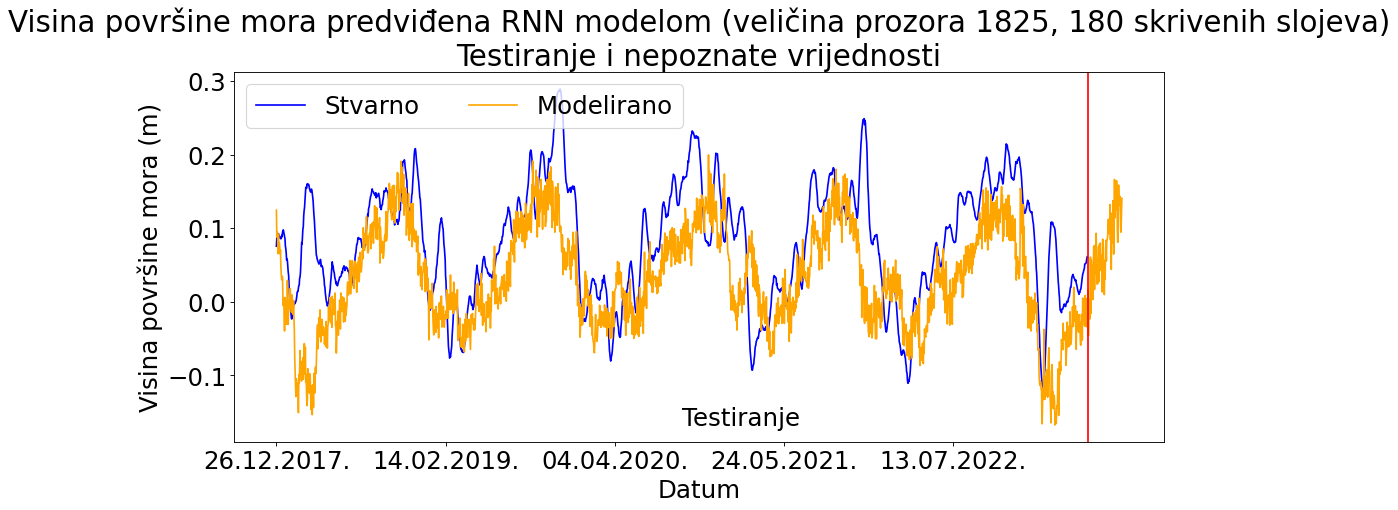 Visina površine mora predviđena RNN modelom (veličina prozora 1825, 180 skrivenih slojeva)
Testiranje i nepoznate vrijednosti
Visina površine mora (m)
0.3
0.2
0.1
0.0
−0.1
Stvarno Modelirano
Testiranje
26.12.2017. 14.02.2019. 04.04.2020. 24.05.2021. 13.07.2022.
Datum